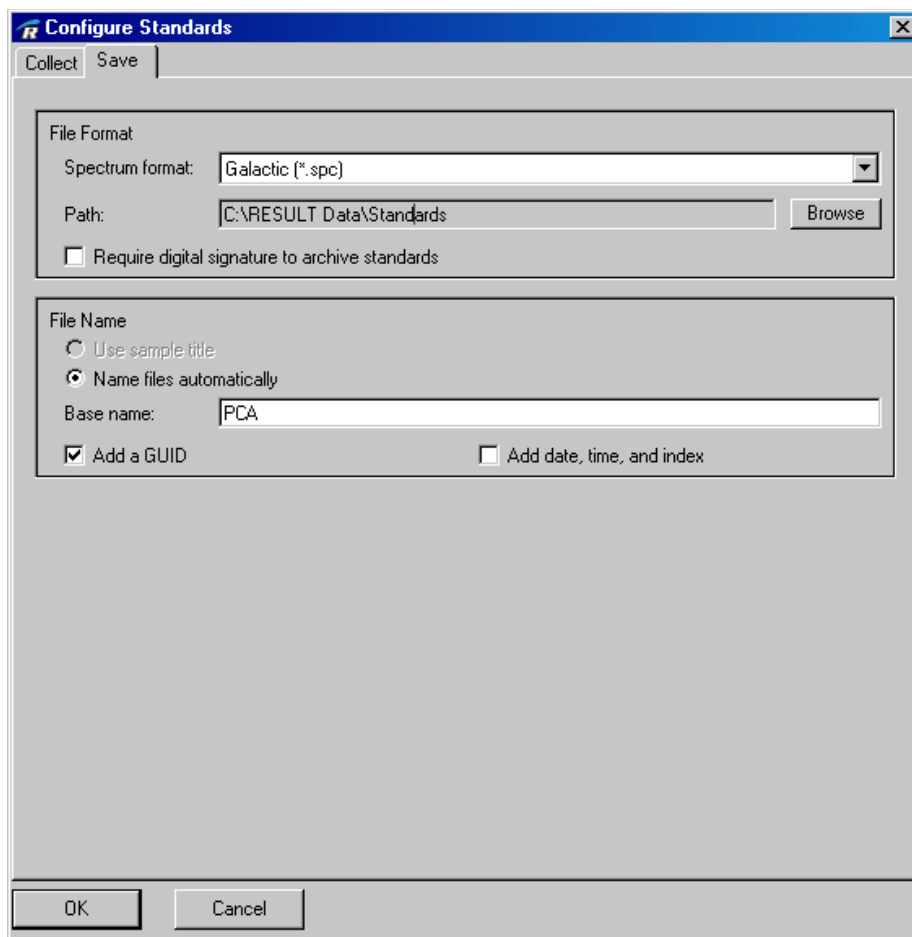 Configure Standards
Collect Save
File Format
Spectrum format: Galactic (*.spc)
Path: C:\RESULT Data\Standards Browse
Require digital signature to archive standards
File Name
Use sample title
Name files automatically
Base name: PCA
Add a GUID Add date, time, and index
OK Cancel